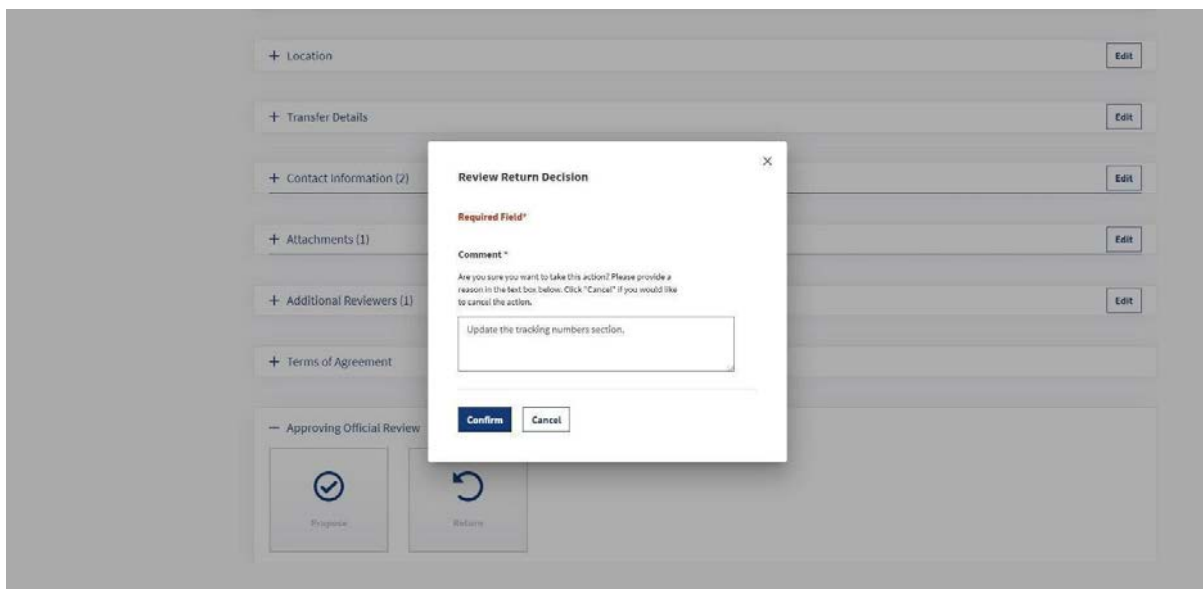 + Location
Edit
+ Transfer Details
Edit
+ Contact Information (2)
Edit
+ Attachments (1)
Edit
+ Additional Reviewers (1)
Edit
+ Terms of Agreement
— Approving Official Review
Propose
Return
Review Return Decision
Required Field*
Comment *
Are you sure you want to take this action? Please provide a
reason in the text box below. Click "Cancel" if you would like
to cancel the action.
Update the tracking numbers section.
Confirm
Cancel